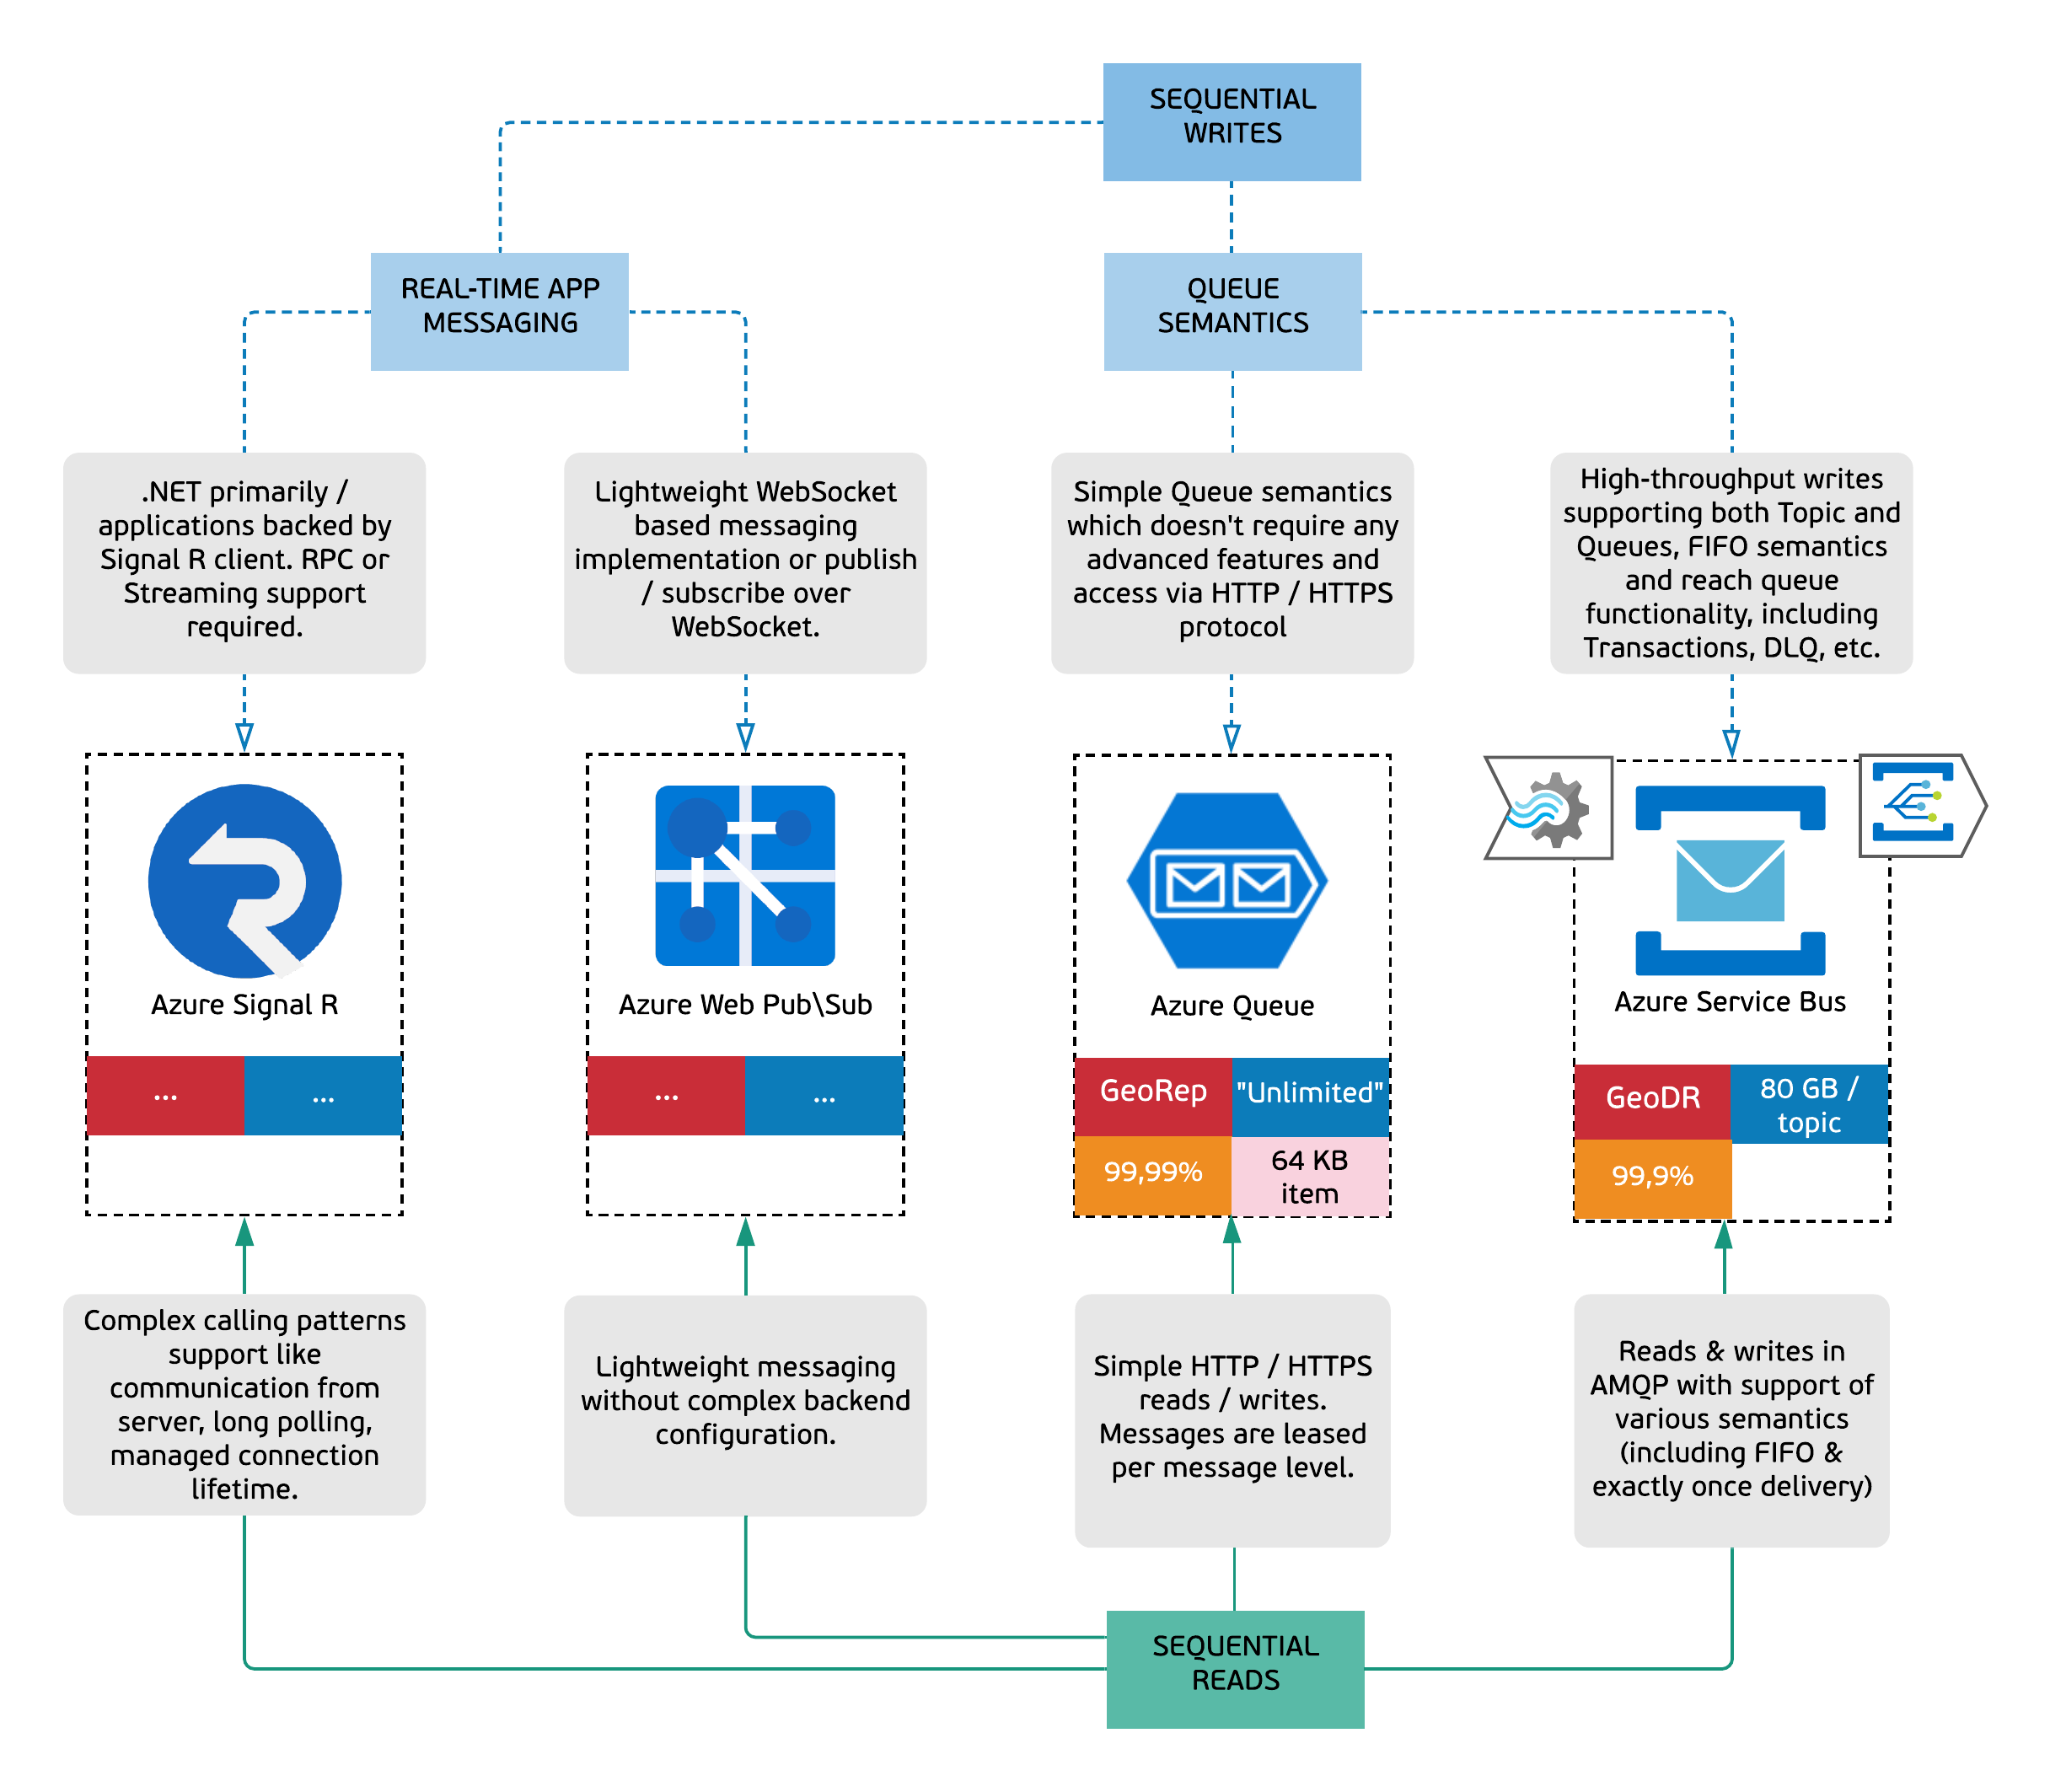 SEQUENTIAL
WRITES
REAL-TIME APP
MESSAGING
QUEUE
SEMANTICS
.NET primarily /
applications backed by
Signal R client. RPC or
Streaming support
required.
Lightweight WebSocket
based messaging
implementation or publish
/ subscribe over
WebSocket.
Simple Queue semantics
which doesn't require any
advanced features and
access via HTTP / HTTPS
protocol
High-throughput writes
supporting both Topic and
Queues, FIFO semantics
and reach queue
functionality, including
Transactions, DLQ, etc.
Azure Signal R
...
...
Azure Web Pub\Sub
...
...
Azure Queue
GeoRep
"Unlimited"
99,99%
64 KB
item
Azure Service Bus
GeoDR
80 GB /
topic
99,9%
Complex calling patterns
support like
communication from
server, long polling,
managed connection
lifetime.
Lightweight messaging
without complex backend
configuration.
Simple HTTP / HTTPS
reads / writes.
Messages are leased
per message level.
Reads & writes in
AMQP with support of
various semantics
(including FIFO &
exactly once delivery)
SEQUENTIAL
READS